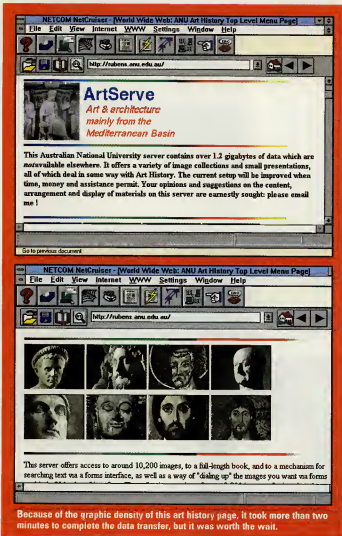 NETCOM NetCruiser - [World Wide Web: ANU Art History Top Level Menu Page]
File Edit View Internet WWW Settings Window Help
http://rubens.anu.edu.au/
ArtServe
Art & architecture
mainly from the
Mediterranean Basin
This Australian National University server contains over 1.2 gigabytes of data which are
notavailable elsewhere. It offers a variety of image collections and small presentations,
all of which deal in some way with Art History. The current setup will be improved when
time, money and assistance permit. Your opinions and suggestions on the content,
arrangement and display of materials on this server are earnestly sought: please email
me !
Go to previous document
NETCOM NetCruiser - [World Wide Web: ANU Art History Top Level Menu Page]
File Edit View Internet WWW Settings Window Help
http://rubens.anu.edu.au/
This server offers access to around 10,200 images, to a full-length book, and to a mechanism for
searching text via a forms interface, as well as a way of "dialing up" the images you want via forms
Because of the graphic density of this art history page, it took more than two
minutes to complete the data transfer, but it was worth the wait.